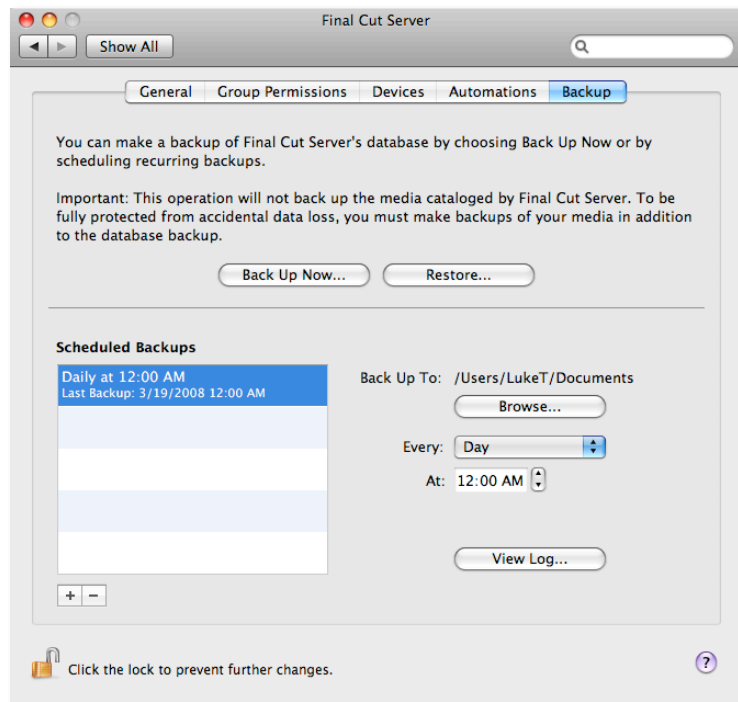 Final Cut Server
Show All
General Group Permissions Devices Automations Backup
You can make a backup of Final Cut Server's database by choosing Back Up Now or by
scheduling recurring backups.
Important: This operation will not back up the media cataloged by Final Cut Server. To be
fully protected from accidental data loss, you must make backups of your media in addition
to the database backup.
Back Up Now... Restore...
Scheduled Backups
Daily at 12:00 AM
Last Backup: 3/19/2008 12:00 AM
Back Up To: /Users/LukeT/Documents
Browse...
Every: Day
At: 12:00 AM
View Log...
+ −
Click the lock to prevent further changes.
?